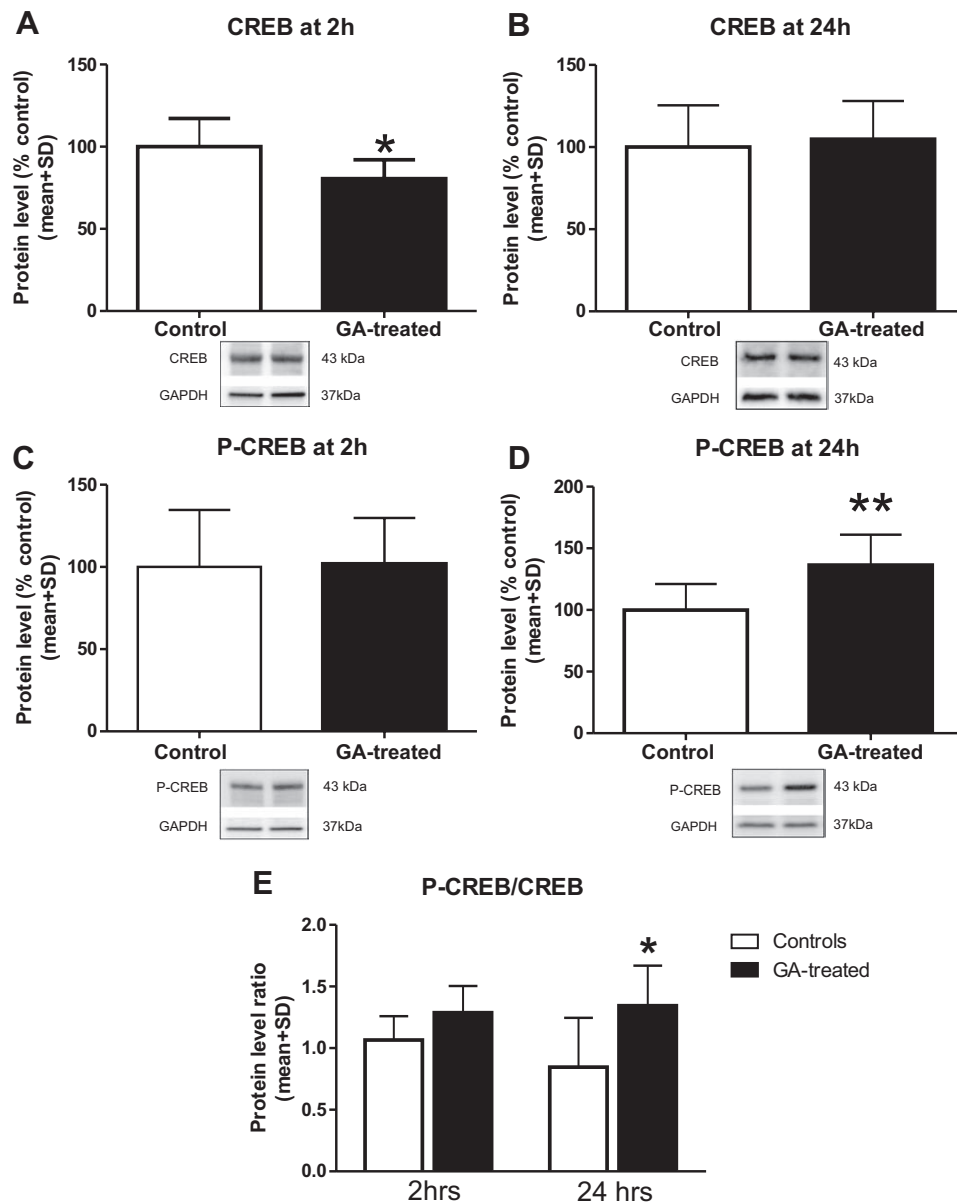 A
CREB at 2h
Protein level (% control)
(mean+SD)
150
100
50
0
*
Control
GA-treated
CREB
43 kDa
GAPDH
37kDa
B
CREB at 24h
Protein level (% control)
(mean+SD)
150
100
50
0
Control
GA-treated
CREB
43 kDa
GAPDH
37kDa
C
P-CREB at 2h
Protein level (% control)
(mean+SD)
150
100
50
0
Control
GA-treated
P-CREB
43 kDa
GAPDH
37kDa
D
P-CREB at 24h
Protein level (% control)
(mean+SD)
200
150
100
50
0
**
Control
GA-treated
P-CREB
43 kDa
GAPDH
37kDa
E
P-CREB/CREB
Protein level ratio
(mean+SD)
2.0
1.5
1.0
0.5
0.0
*
2hrs
24 hrs
Controls
GA-treated